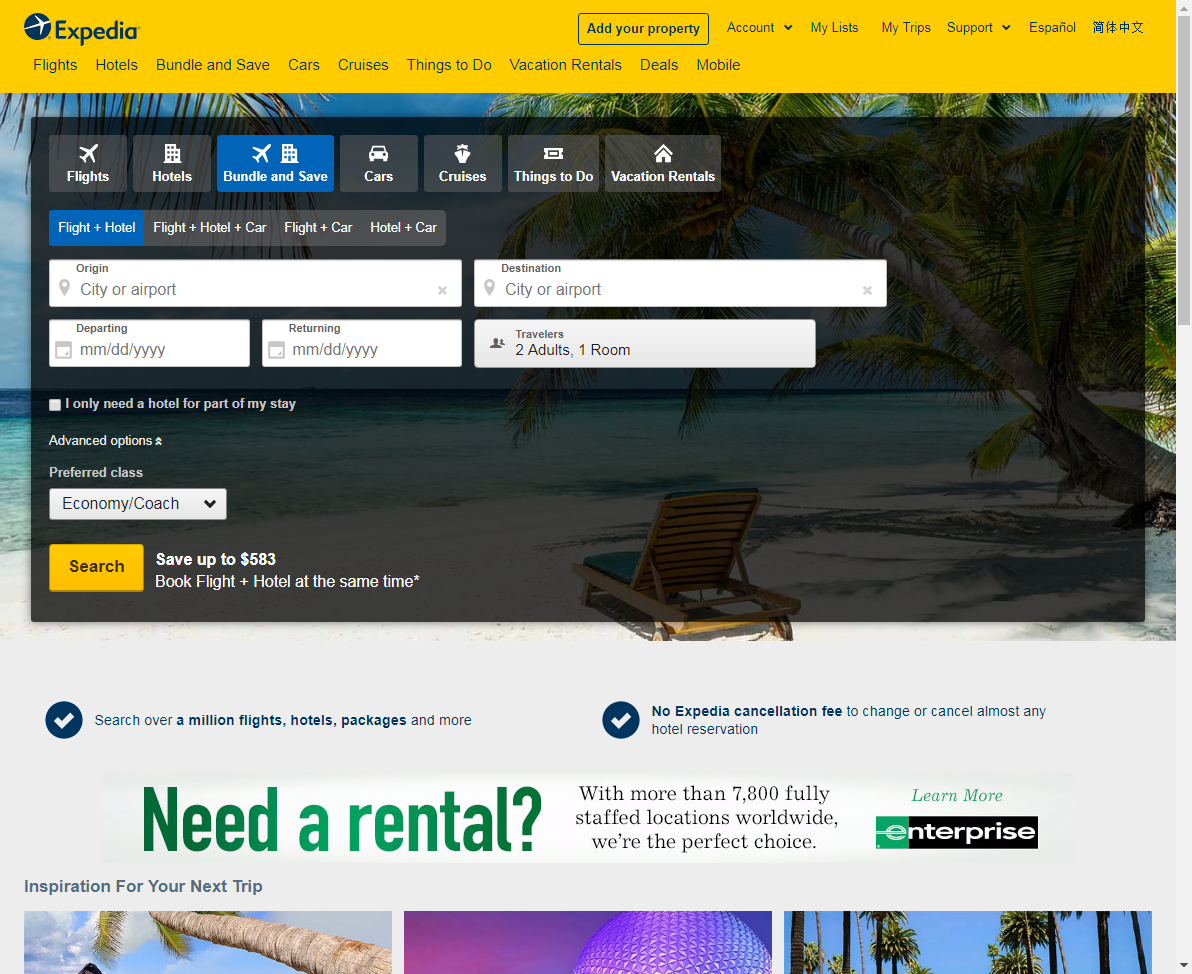 Expedia
Add your property
Account
My Lists
My Trips
Support
Español
简体中文
Flights
Hotels
Bundle and Save
Cars
Cruises
Things to Do
Vacation Rentals
Deals
Mobile
Flights
Hotels
Bundle and Save
Cars
Cruises
Things to Do
Vacation Rentals
Flight + Hotel
Flight + Hotel + Car
Flight + Car
Hotel + Car
Origin
City or airport
Destination
City or airport
Departing
mm/dd/yyyy
Returning
mm/dd/yyyy
Travelers
2 Adults, 1 Room
I only need a hotel for part of my stay
Advanced options
Preferred class
Economy/Coach
Search
Save up to $583
Book Flight + Hotel at the same time*
Search over a million flights, hotels, packages and more
No Expedia cancellation fee to change or cancel almost any
hotel reservation
Need a rental?
With more than 7,800 fully
staffed locations worldwide,
we're the perfect choice.
Learn More
enterprise
Inspiration For Your Next Trip